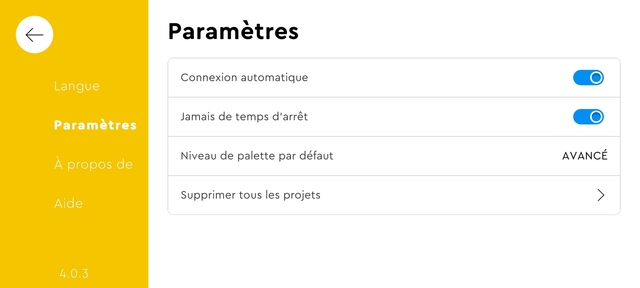 Langue
Paramètres
À propos de
Aide
4.0.3
Paramètres
Connexion automatique
Jamais de temps d'arrêt
Niveau de palette par défaut AVANCÉ
Supprimer tous les projets